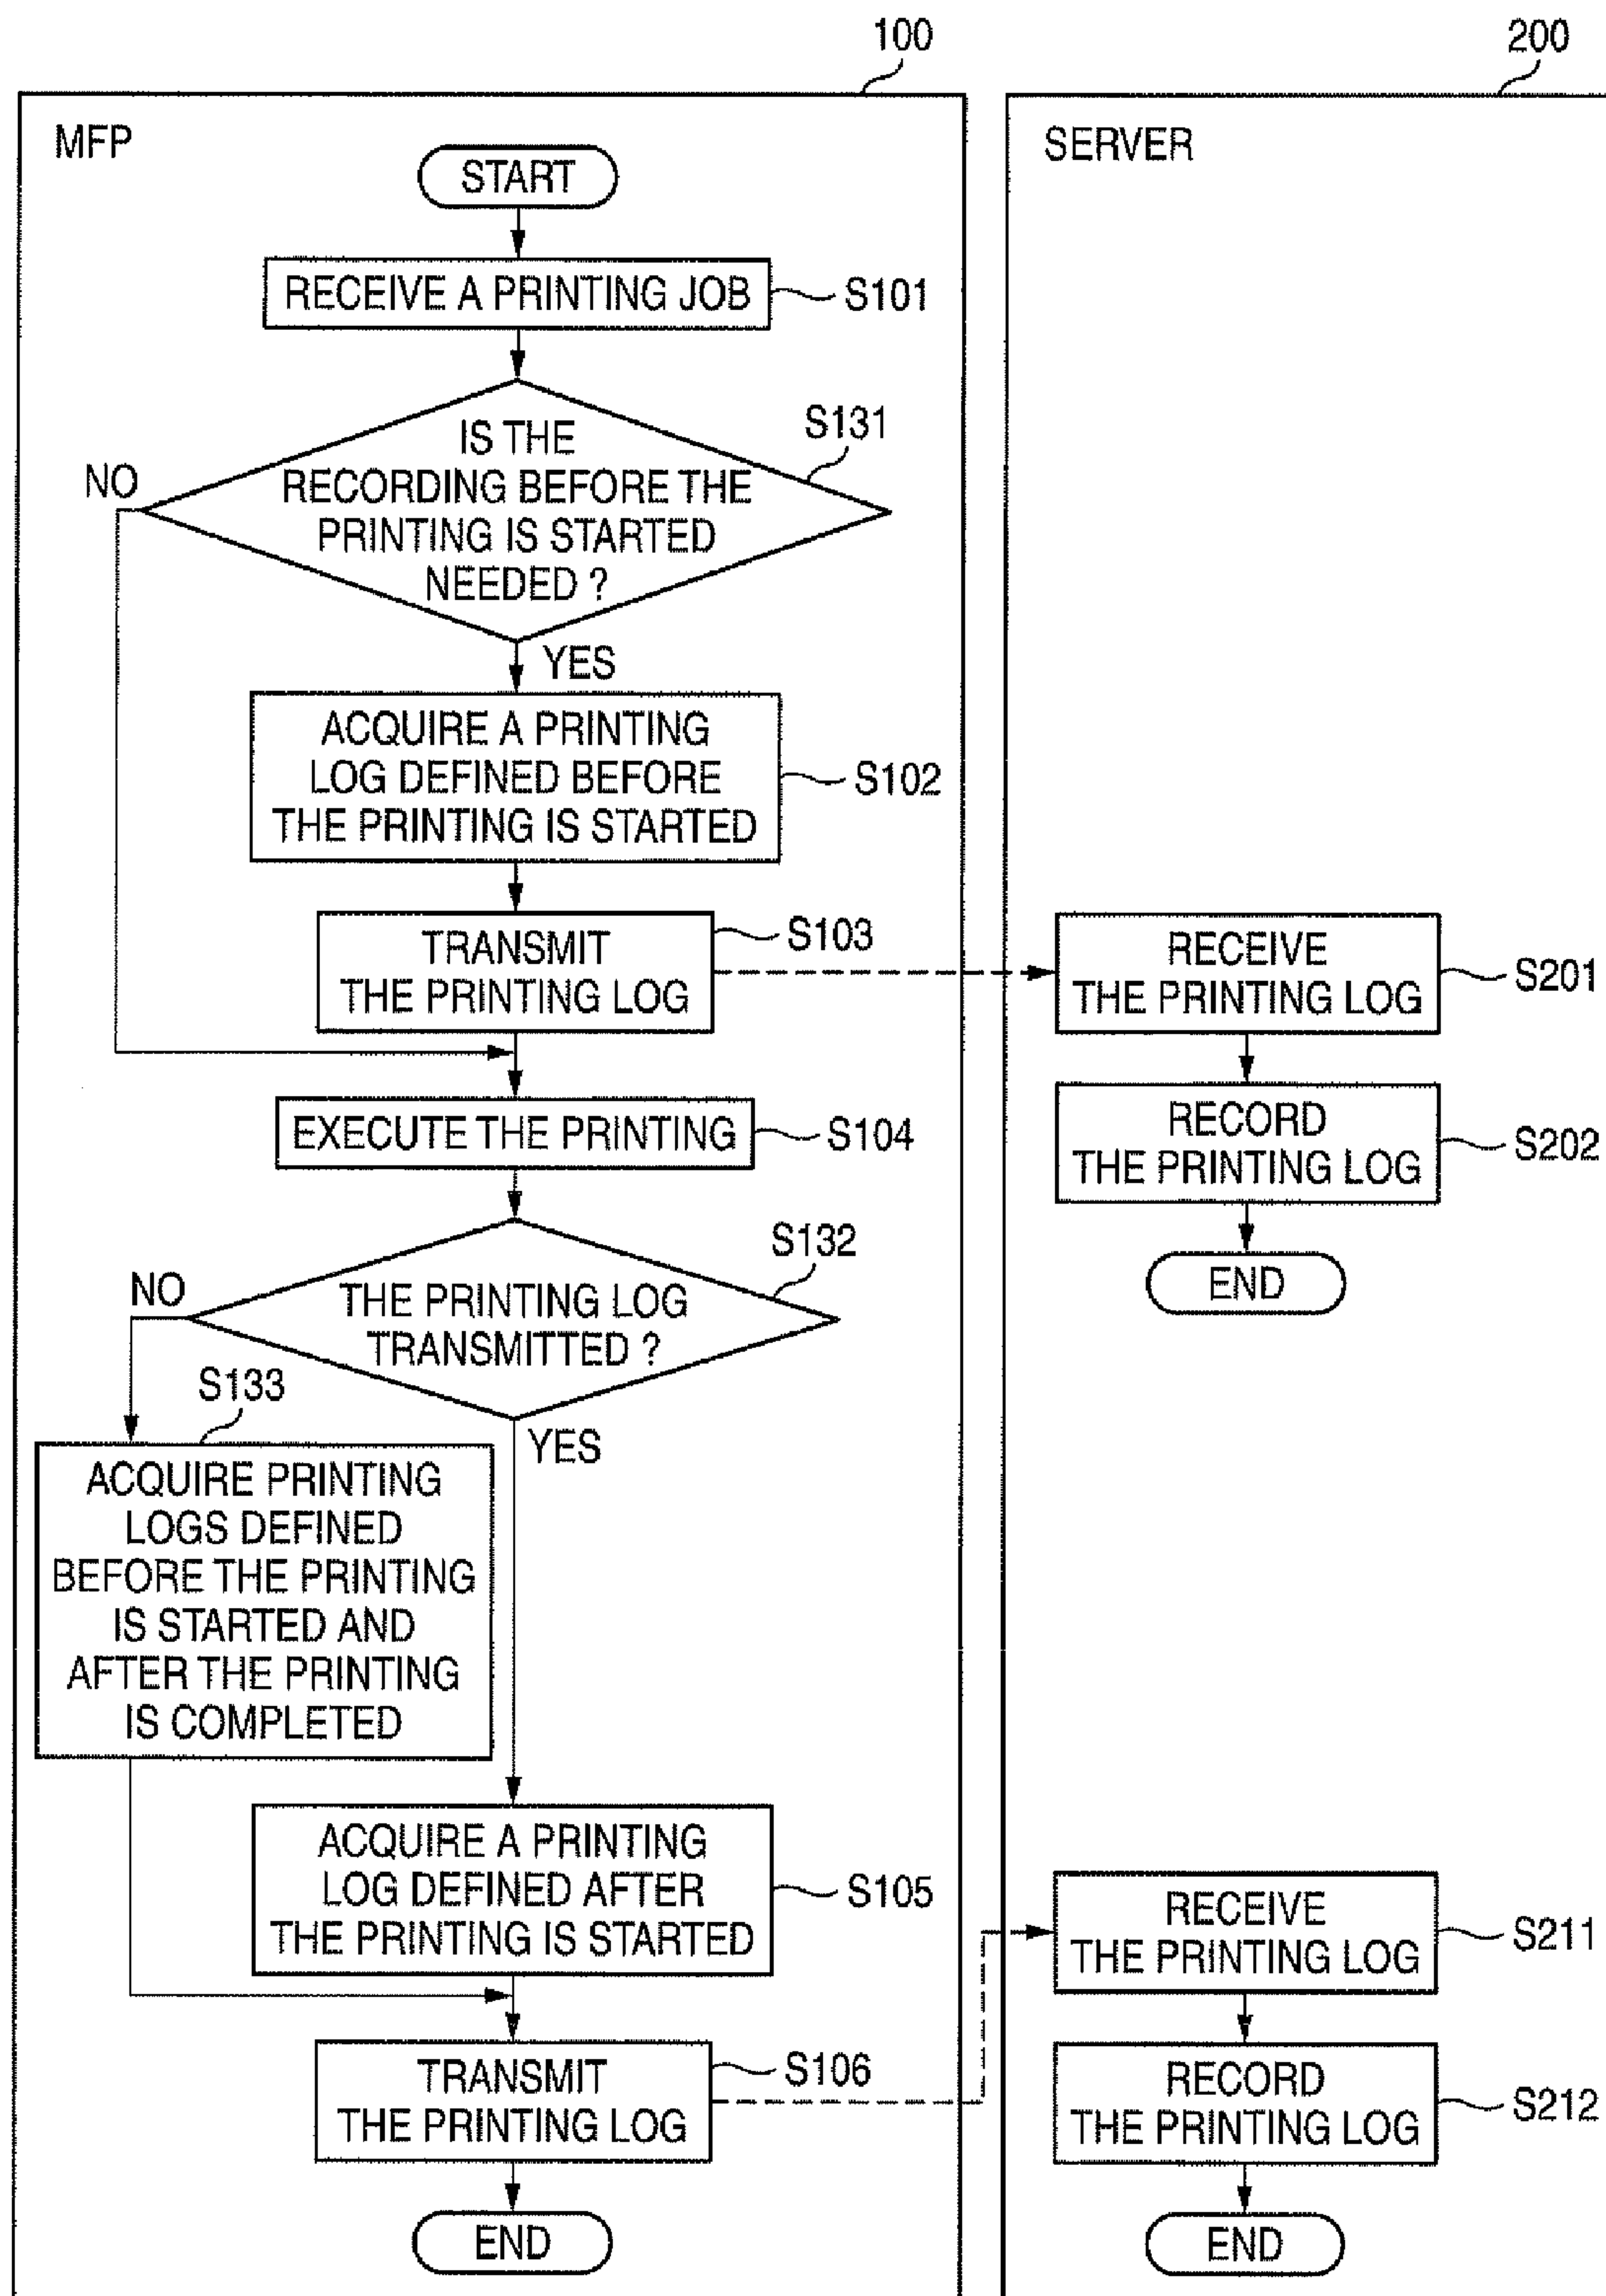 100
200
MFP
SERVER
START
RECEIVE A PRINTING JOB
S101
IS THE
RECORDING BEFORE THE
PRINTING IS STARTED
NEEDED ?
S131
NO
YES
ACQUIRE A PRINTING
LOG DEFINED BEFORE
THE PRINTING IS STARTED
S102
TRANSMIT
THE PRINTING LOG
S103
RECEIVE
THE PRINTING LOG
S201
EXECUTE THE PRINTING
S104
RECORD
THE PRINTING LOG
S202
END
THE PRINTING LOG
TRANSMITTED ?
S132
NO
YES
S133
ACQUIRE PRINTING
LOGS DEFINED
BEFORE THE PRINTING
IS STARTED AND
AFTER THE PRINTING
IS COMPLETED
ACQUIRE A PRINTING
LOG DEFINED AFTER
THE PRINTING IS STARTED
S105
RECEIVE
THE PRINTING LOG
S211
TRANSMIT
THE PRINTING LOG
S106
RECORD
THE PRINTING LOG
S212
END
END